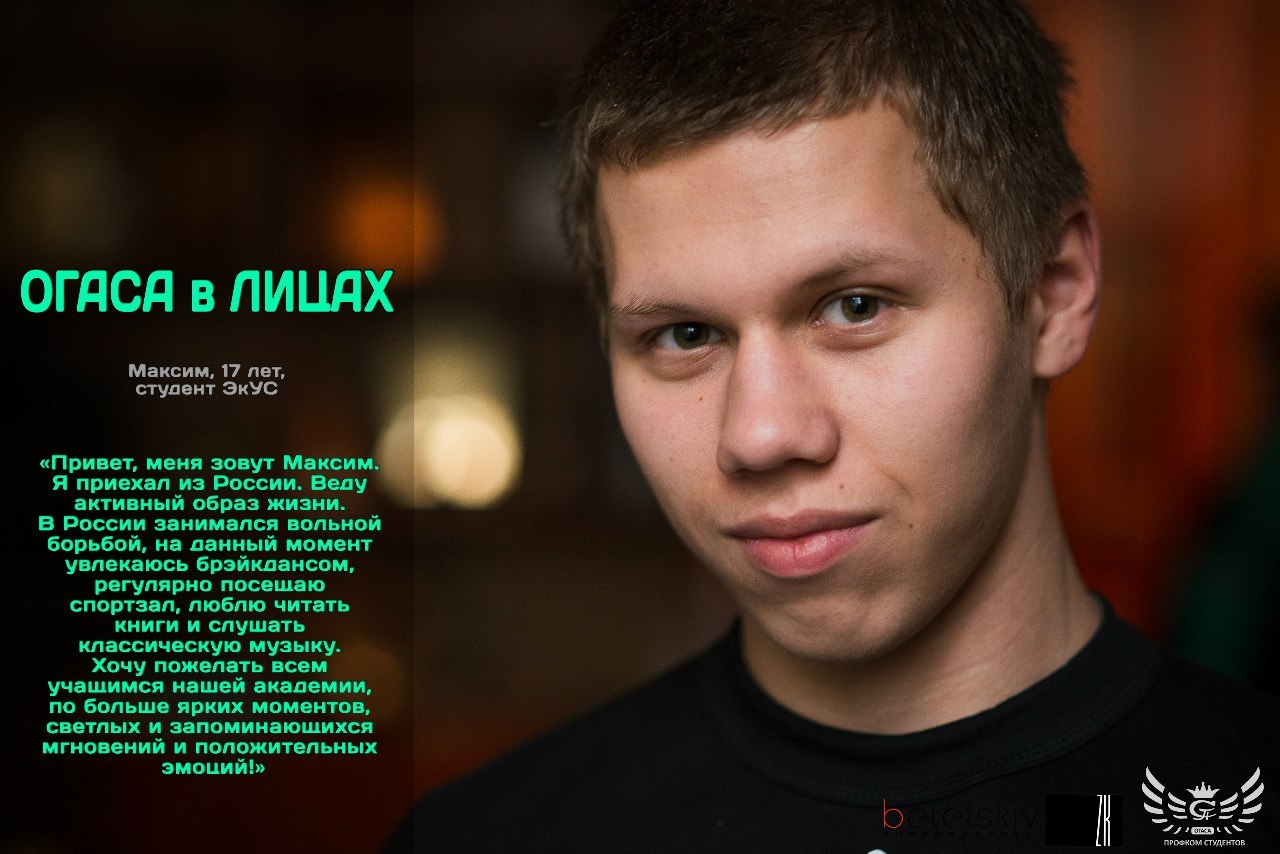 ОГАСА в ЛИЦАХ
Максим, 17 лет,
студент ЭкУС
«Привет, меня зовут Максим.
Я приехал из России. Веду
активный образ жизни.
В России занимался вольной
борьбой, на данный момент
увлекаюсь брэйкдансом,
регулярно посещаю
спортзал, люблю читать
книги и слушать
классическую музыку.
Хочу пожелать всем
учащимся нашей академии,
по больше ярких моментов,
светлых и запоминающихся
мгновений и положительных
эмоций!»
beletskiy
PHOTOGRAPHY
ОГАСА
ПРОФКОМ СТУДЕНТОВ